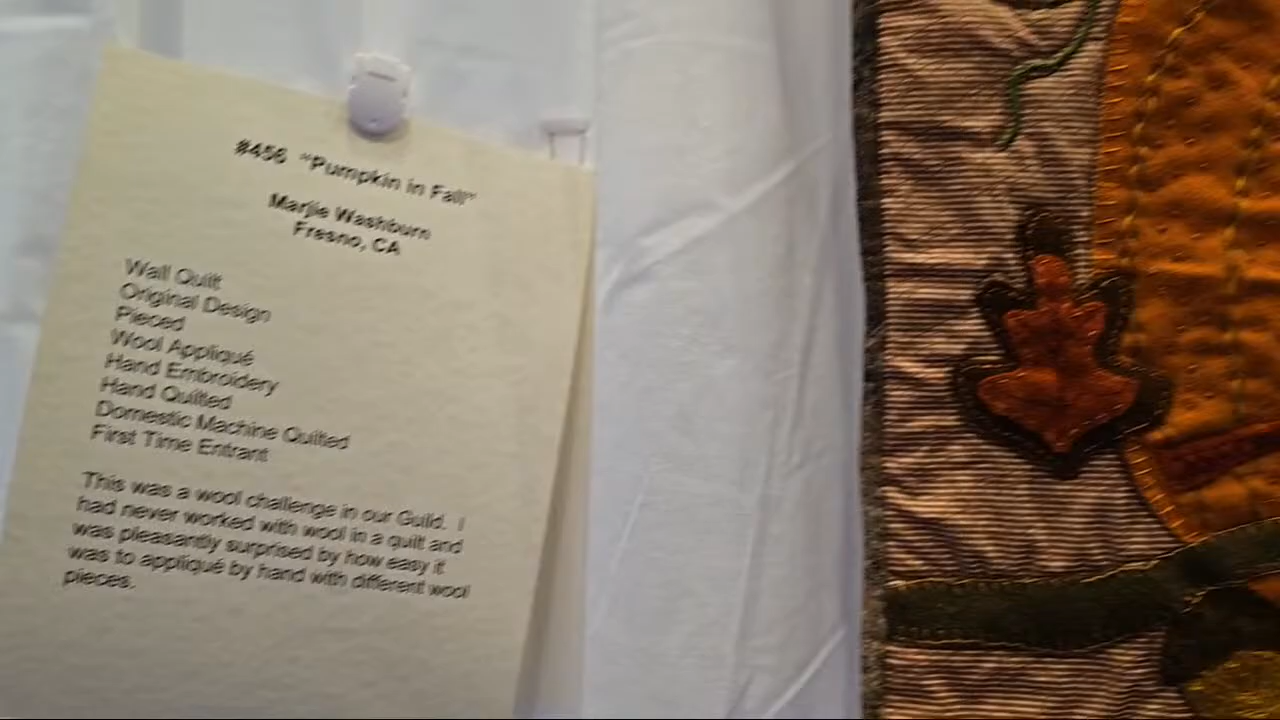 #456 "Pumpkin in Fall"
Marjie Washburn
Fresno, CA
Wall Quilt
Original Design
Pieced
Wool Appliqué
Hand Embroidery
Hand Quilted
Domestic Machine Quilted
First Time Entrant
This was a wool challenge in our Guild. I
had never worked with wool in a quilt and
was pleasantly surprised by how easy it
was to appliqué by hand with different wool
pieces.